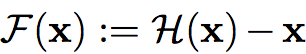 𝓕(𝐱) := 𝓗(𝐱) − 𝐱